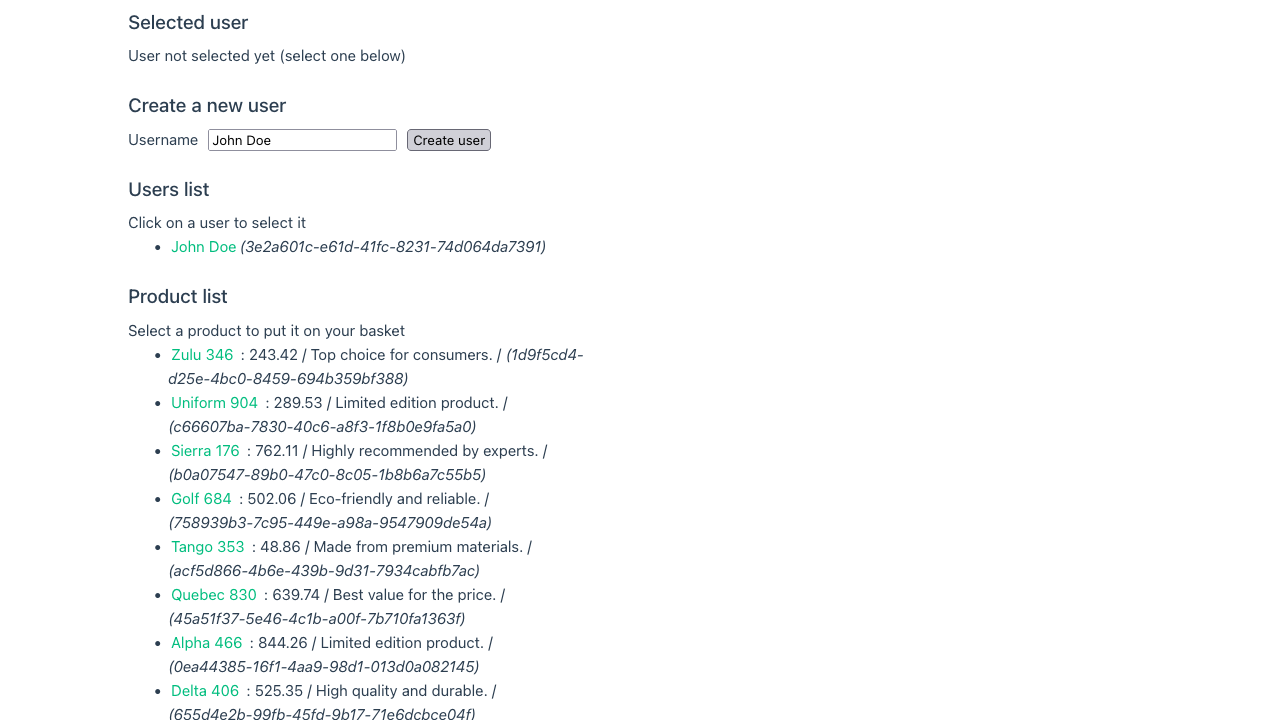 Selected user
User not selected yet (select one below)
Create a new user
Username John Doe Create user
Users list
Click on a user to select it
• John Doe (3e2a601c-e61d-41fc-8231-74d064da7391)
Product list
Select a product to put it on your basket
• Zulu 346 : 243.42 / Top choice for consumers. / (1d9f5cd4-
d25e-4bc0-8459-694b359bf388)
• Uniform 904 : 289.53 / Limited edition product. /
(c66607ba-7830-40c6-a8f3-1f8b0e9fa5a0)
• Sierra 176 : 762.11 / Highly recommended by experts. /
(b0a07547-89b0-47c0-8c05-1b8b6a7c55b5)
• Golf 684 : 502.06 / Eco-friendly and reliable. /
(758939b3-7c95-449e-a98a-9547909de54a)
• Tango 353 : 48.86 / Made from premium materials. /
(acf5d866-4b6e-439b-9d31-7934cabfb7ac)
• Quebec 830 : 639.74 / Best value for the price. /
(45a51f37-5e46-4c1b-a00f-7b710fa1363f)
• Alpha 466 : 844.26 / Limited edition product. /
(0ea44385-16f1-4aa9-98d1-013d0a082145)
• Delta 406 : 525.35 / High quality and durable. /
(655d4e2b-99fb-45fd-9b17-71e6dcbce04f)